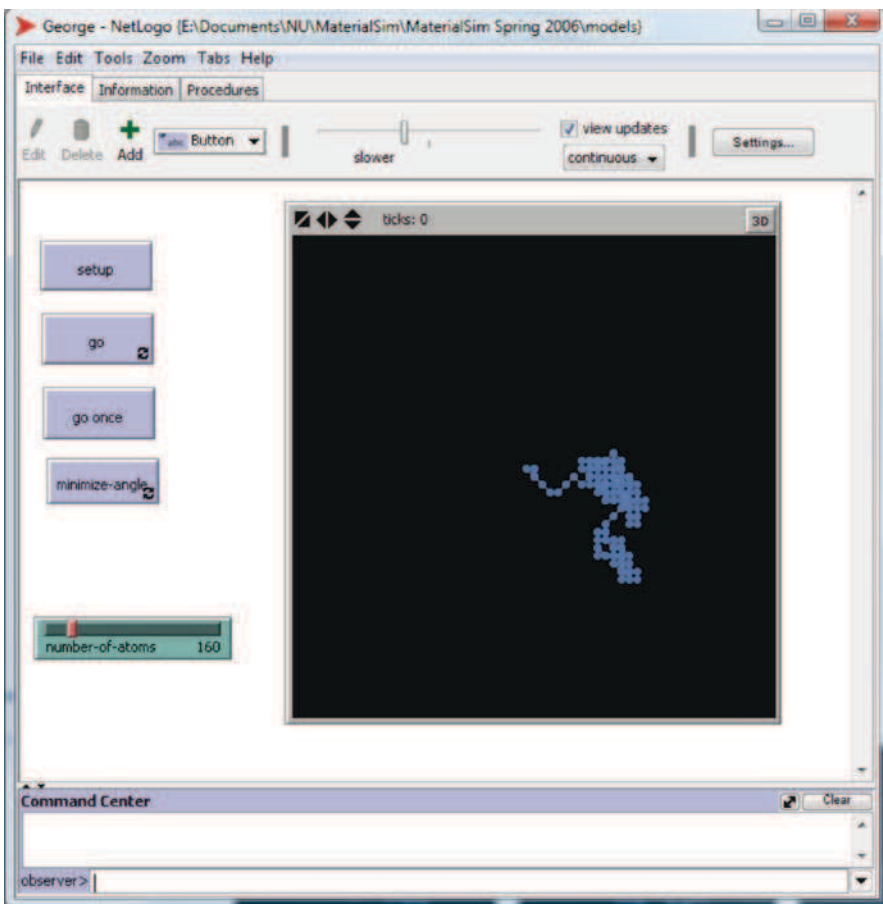 George - NetLogo {E:\Documents\NU\MaterialSim\MaterialSim Spring 2006\models}
File Edit Tools Zoom Tabs Help
Interface Information Procedures
Edit Delete Add abc Button slower view updates continuous Settings...
ticks: 0 3D
setup
go
go once
minimize-angle
number-of-atoms 160
Command Center Clear
observer>